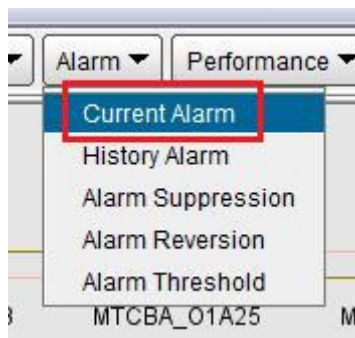 Alarm Performance
Current Alarm
History Alarm
Alarm Suppression
Alarm Reversion
Alarm Threshold
MTCBA_O1A25